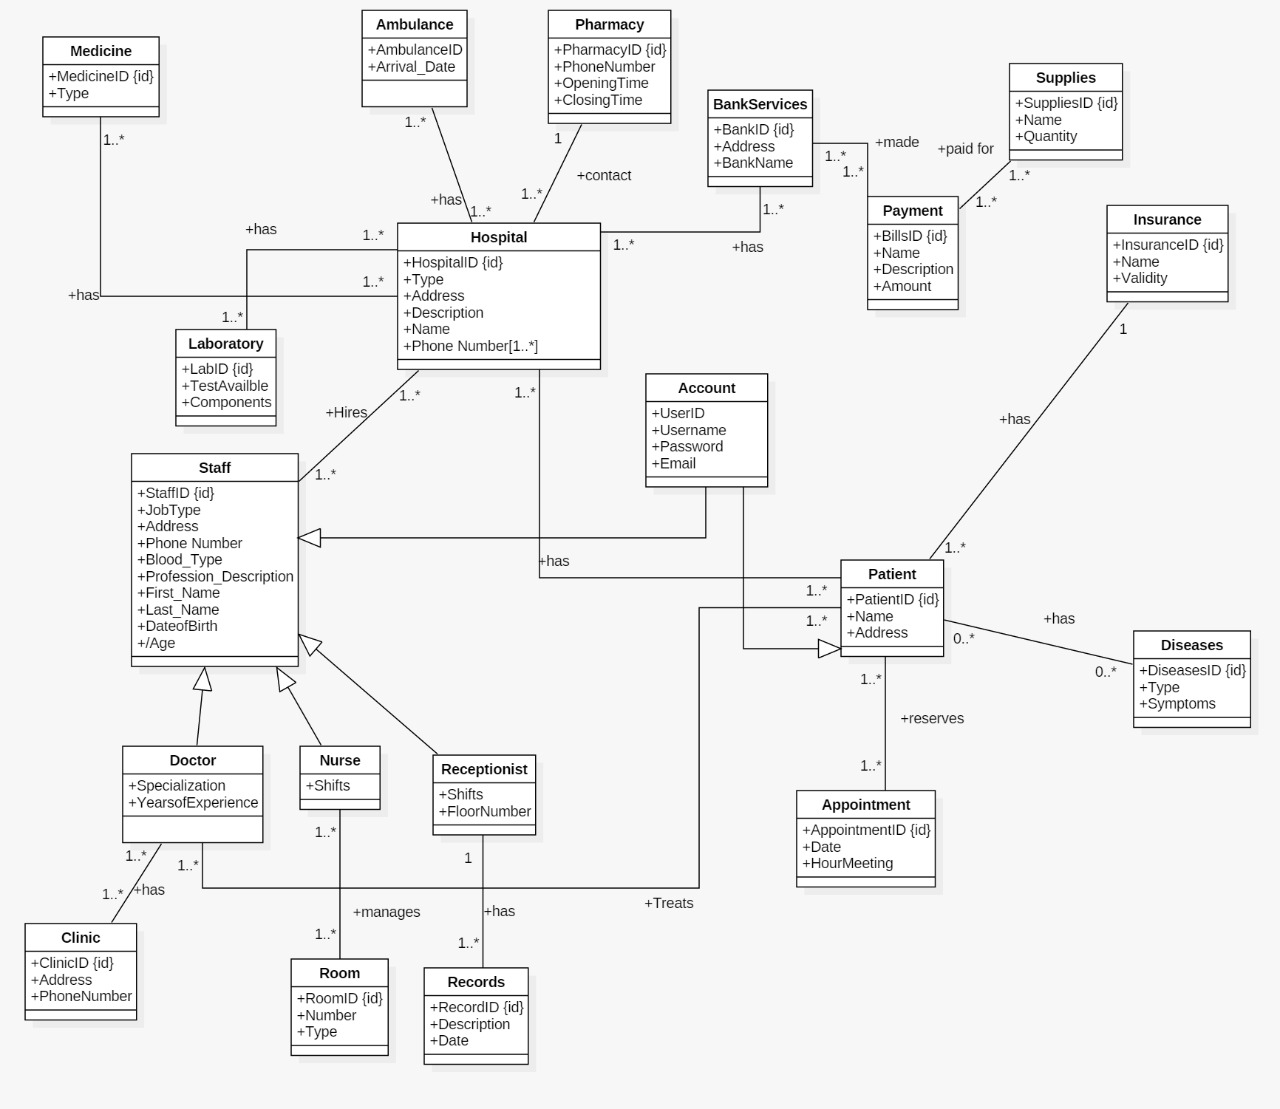 Medicine
+MedicineID {id}
+Type
1..*
+has
1..*
Ambulance
+AmbulanceID
+Arrival_Date
1..*
+has
1..*
Pharmacy
+PharmacyID {id}
+PhoneNumber
+OpeningTime
+ClosingTime
1
+contact
1..*
BankServices
+BankID {id}
+Address
+BankName
1..*
+has
1..*
1..*
+made
1..*
Supplies
+SuppliesID {id}
+Name
+Quantity
+paid for
1..*
1..*
Payment
+BillsID {id}
+Name
+Description
+Amount
Insurance
+InsuranceID {id}
+Name
+Validity
1
+has
1..*
Hospital
+HospitalID {id}
+Type
+Address
+Description
+Name
+Phone Number[1..*]
+has
1..*
1..*
Laboratory
+LabID {id}
+TestAvailble
+Components
1..*
+Hires
1..*
1..*
+has
1..*
Account
+UserID
+Username
+Password
+Email
Staff
+StaffID {id}
+JobType
+Address
+Phone Number
+Blood_Type
+Profession_Description
+First_Name
+Last_Name
+DateofBirth
+/Age
Patient
+PatientID {id}
+Name
+Address
1..*
0..*
+has
0..*
Diseases
+DiseasesID {id}
+Type
+Symptoms
1..*
+reserves
1..*
Appointment
+AppointmentID {id}
+Date
+HourMeeting
Doctor
+Specialization
+YearsofExperience
1..*
1..*
+has
1..*
+Treats
Nurse
+Shifts
1..*
+manages
1..*
Receptionist
+Shifts
+FloorNumber
1
+has
1..*
Clinic
+ClinicID {id}
+Address
+PhoneNumber
Room
+RoomID {id}
+Number
+Type
Records
+RecordID {id}
+Description
+Date